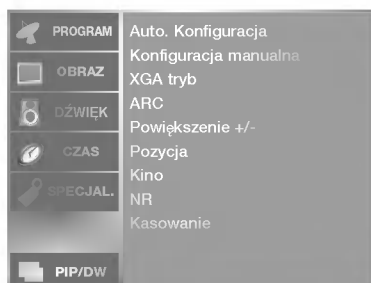 PROGRAM
OBRAZ
DŹWIĘK
CZAS
SPECJAL.
PIP/DW
Auto. Konfiguracja
Konfiguracja manualna
XGA tryb
ARC
Powiększenie +/-
Pozycja
Kino
NR
Kasowanie